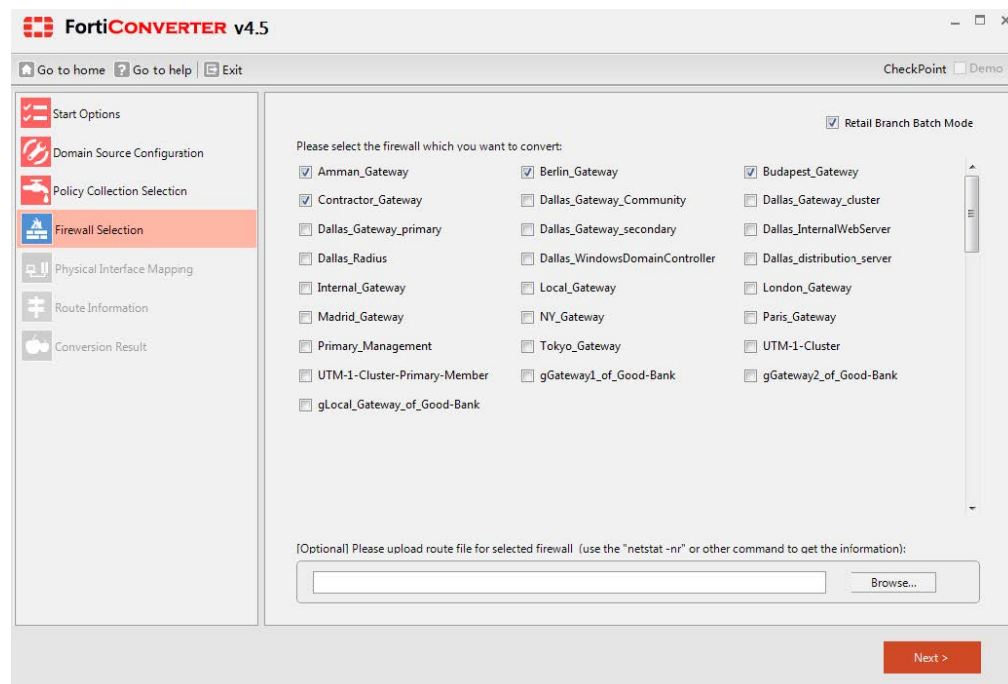 FortiCONVERTER v4.5
Go to home Go to help Exit
CheckPoint Demo
Start Options
Domain Source Configuration
Policy Collection Selection
Firewall Selection
Physical Interface Mapping
Route Information
Conversion Result
Retail Branch Batch Mode
Please select the firewall which you want to convert:
Amman_Gateway Berlin_Gateway Budapest_Gateway
Contractor_Gateway Dallas_Gateway_Community Dallas_Gateway_cluster
Dallas_Gateway_primary Dallas_Gateway_secondary Dallas_InternalWebServer
Dallas_Radius Dallas_WindowsDomainController Dallas_distribution_server
Internal_Gateway Local_Gateway London_Gateway
Madrid_Gateway NY_Gateway Paris_Gateway
Primary_Management Tokyo_Gateway UTM-1-Cluster
UTM-1-Cluster-Primary-Member gGateway1_of_Good-Bank gGateway2_of_Good-Bank
gLocal_Gateway_of_Good-Bank
[Optional] Please upload route file for selected firewall (use the "netstat -nr" or other command to get the information):
Browse...
Next >